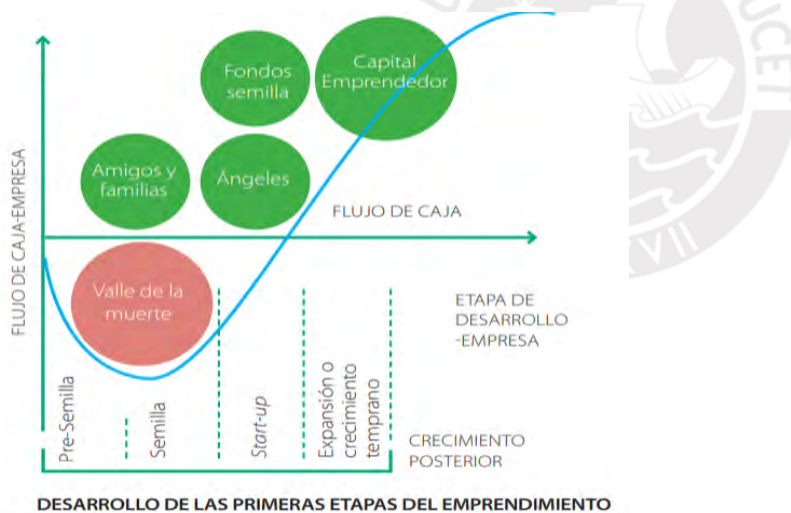 FLUJO DE CAJA-EMPRESA
Fondos
semilla
Capital
Emprendedor
Amigos y
familias
Ángeles
FLUJO DE CAJA
Valle de la
muerte
ETAPA DE
DESARROLLO
-EMPRESA
Pre-Semilla
Semilla
Start-up
Expansión o
crecimiento
temprano
CRECIMIENTO
POSTERIOR
DESARROLLO DE LAS PRIMERAS ETAPAS DEL EMPRENDIMIENTO